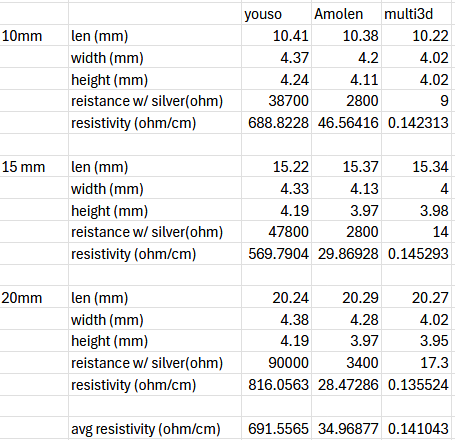 youso Amolen multi3d
10mm len (mm) 10.41 10.38 10.22
width (mm) 4.37 4.2 4.02
height (mm) 4.24 4.11 4.02
reistance w/ silver(ohm) 38700 2800 9
resistivity (ohm/cm) 688.8228 46.56416 0.142313
15 mm len (mm) 15.22 15.37 15.34
width (mm) 4.33 4.13 4
height (mm) 4.19 3.97 3.98
reistance w/ silver(ohm) 47800 2800 14
resistivity (ohm/cm) 569.7904 29.86928 0.145293
20mm len (mm) 20.24 20.29 20.27
width (mm) 4.38 4.28 4.02
height (mm) 4.19 3.97 3.95
reistance w/ silver(ohm) 90000 3400 17.3
resistivity (ohm/cm) 816.0563 28.47286 0.135524
avg resistivity (ohm/cm) 691.5565 34.96877 0.141043